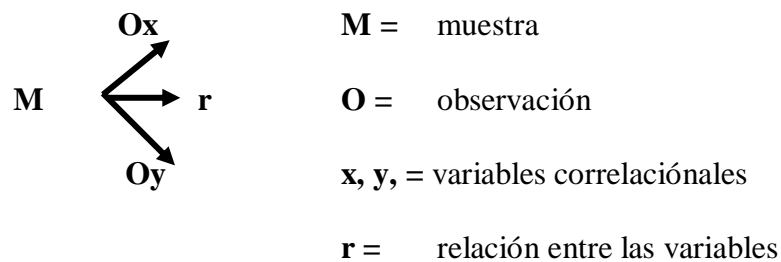 Ox M = muestra
M r O = observación
Oy x, y, = variables correlaciónales
r = relación entre las variables